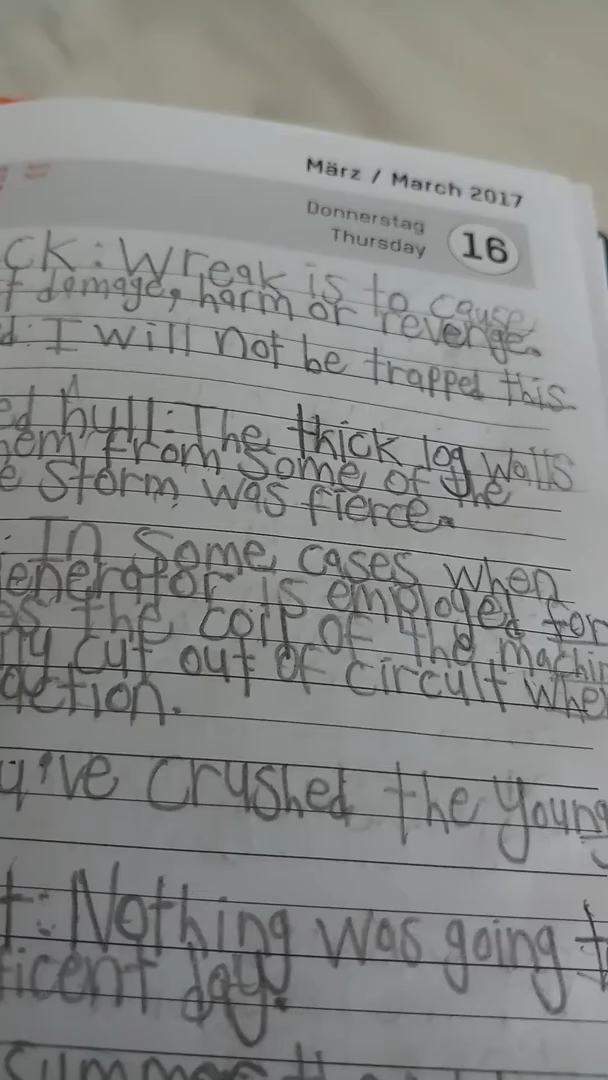 März / March 2017
Donnerstag
Thursday
16
ck: Wreak is to cause
f damage, harm or revenge.
d: I will not be trapped this
ed hull: The thick log walls
hem from some of the
e storm was fierce.
: In some cases when
enerator is employed for
es the coil of the machin
lly cut out of circuit whe
action.
y've crushed the young
t: Nothing was going t
ficent day.